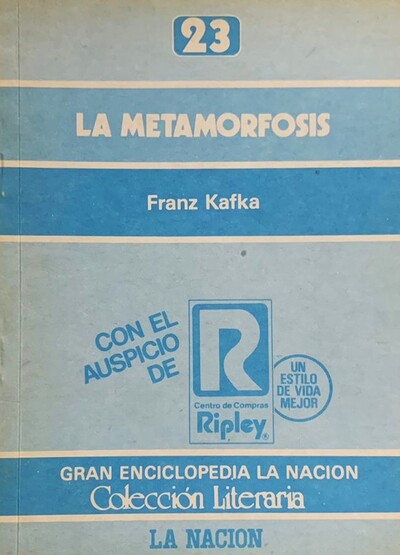 23
LA METAMORFOSIS
Franz Kafka
CON EL
AUSPICIO
DE
R
Centro de Compras
Ripley®
UN
ESTILO
DE VIDA
MEJOR
GRAN ENCICLOPEDIA LA NACION
Colección Literaria
LA NACION